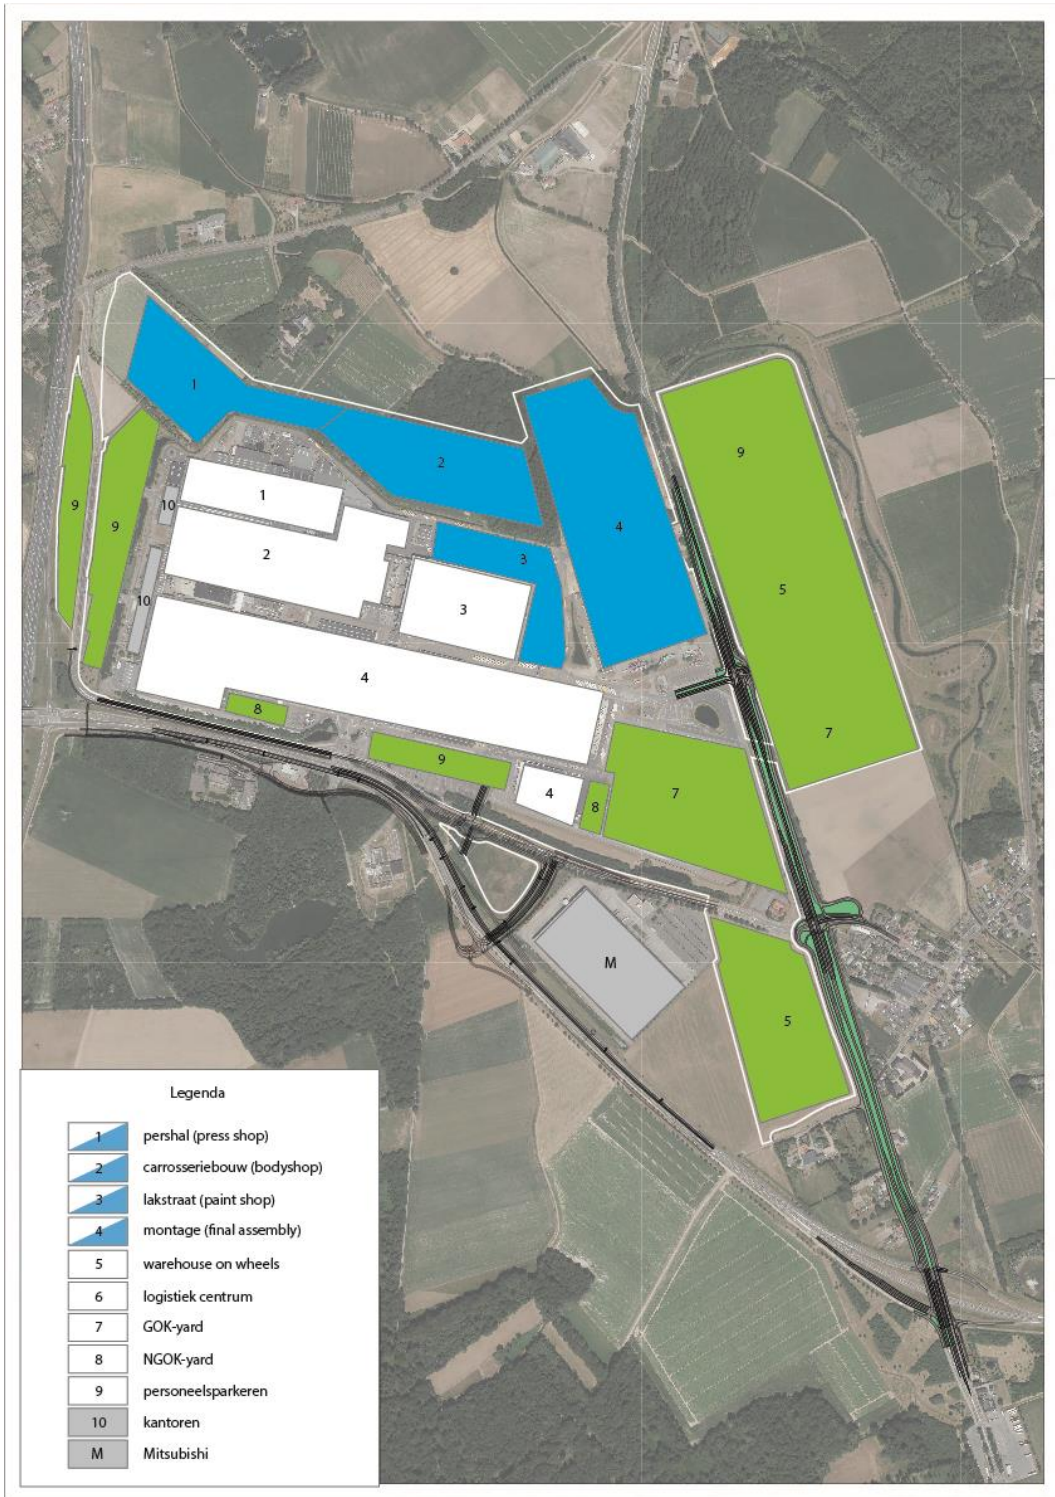 1
2
4
9
9
9
10
1
2
3
5
10
3
4
8
7
9
4
8
7
M
5
Legenda
1 pershal (press shop)
2 carrosseriebouw (bodyshop)
3 lakstraat (paint shop)
4 montage (final assembly)
5 warehouse on wheels
6 logistiek centrum
7 GOK-yard
8 NGOK-yard
9 personeelsparkeren
10 kantoren
M Mitsubishi